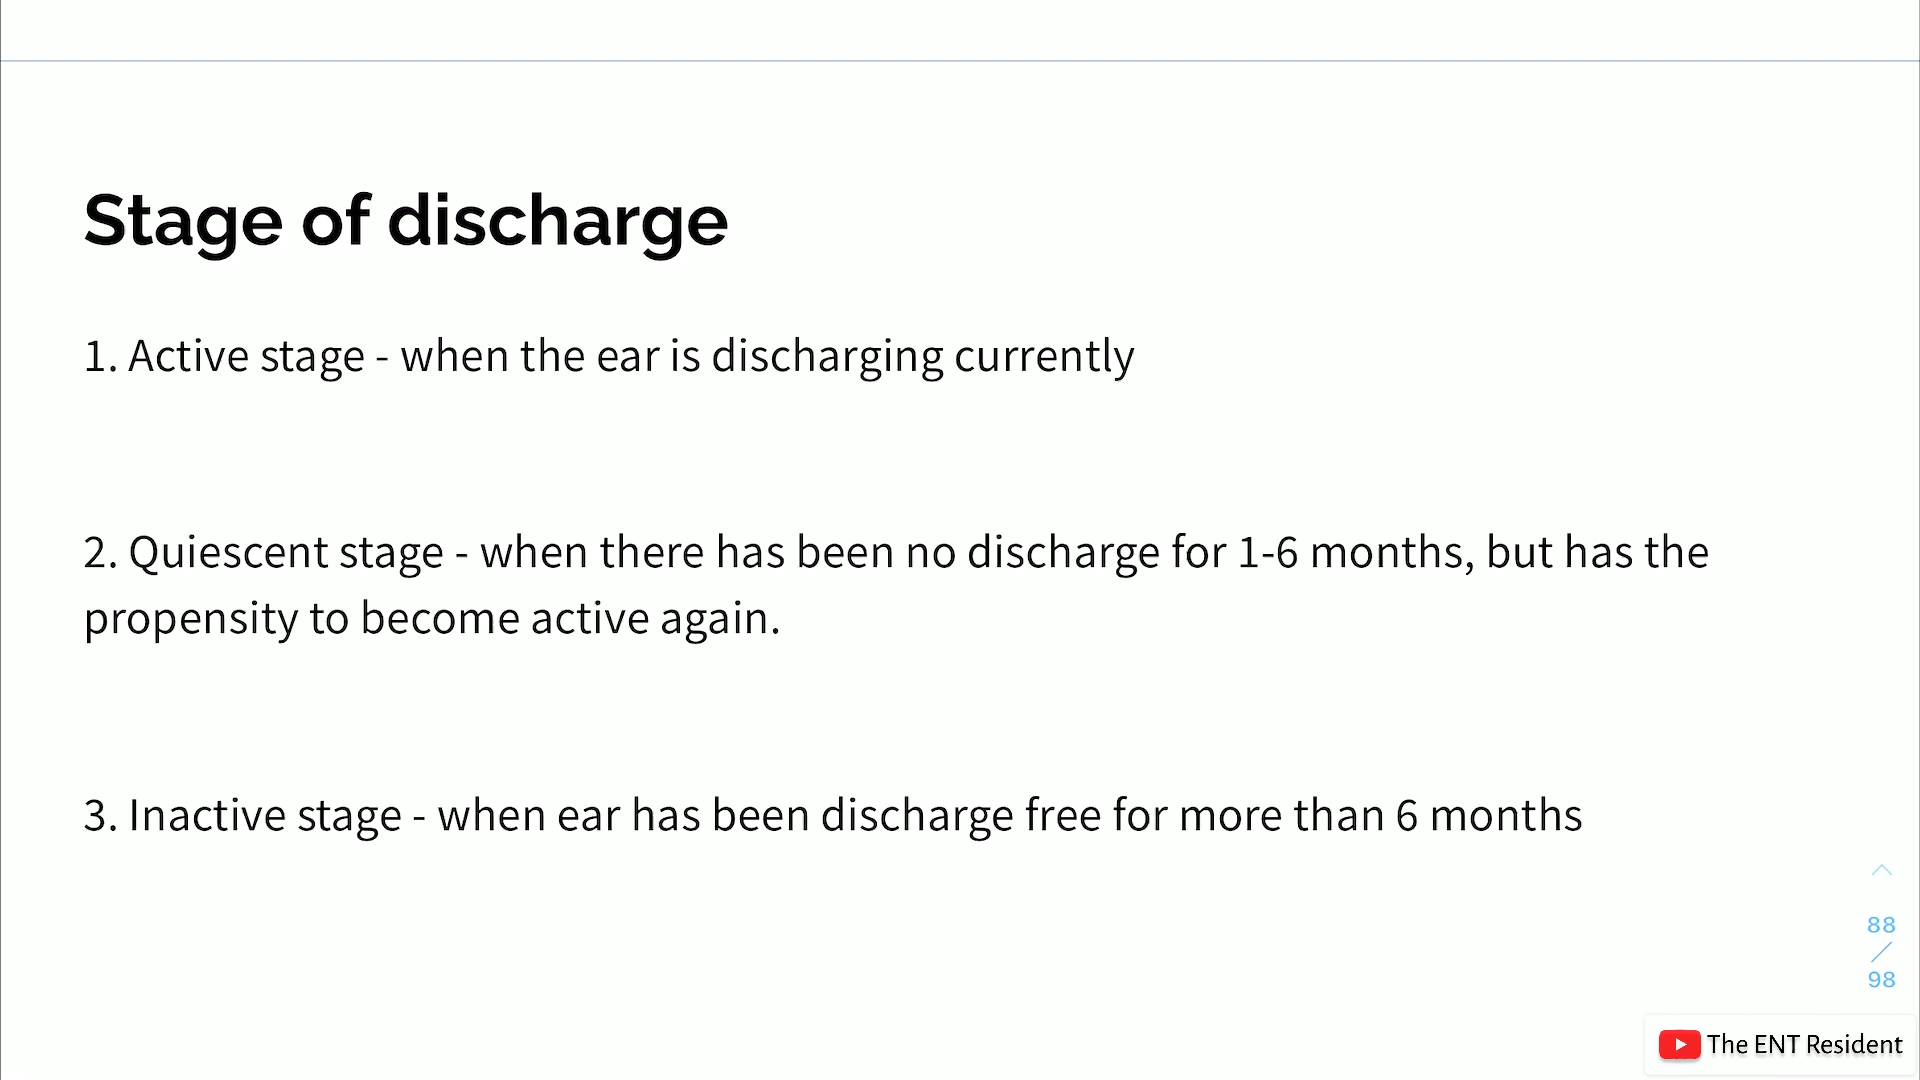 Stage of discharge
1. Active stage - when the ear is discharging currently
2. Quiescent stage - when there has been no discharge for 1-6 months, but has the
propensity to become active again.
3. Inactive stage - when ear has been discharge free for more than 6 months
88
/
98
The ENT Resident